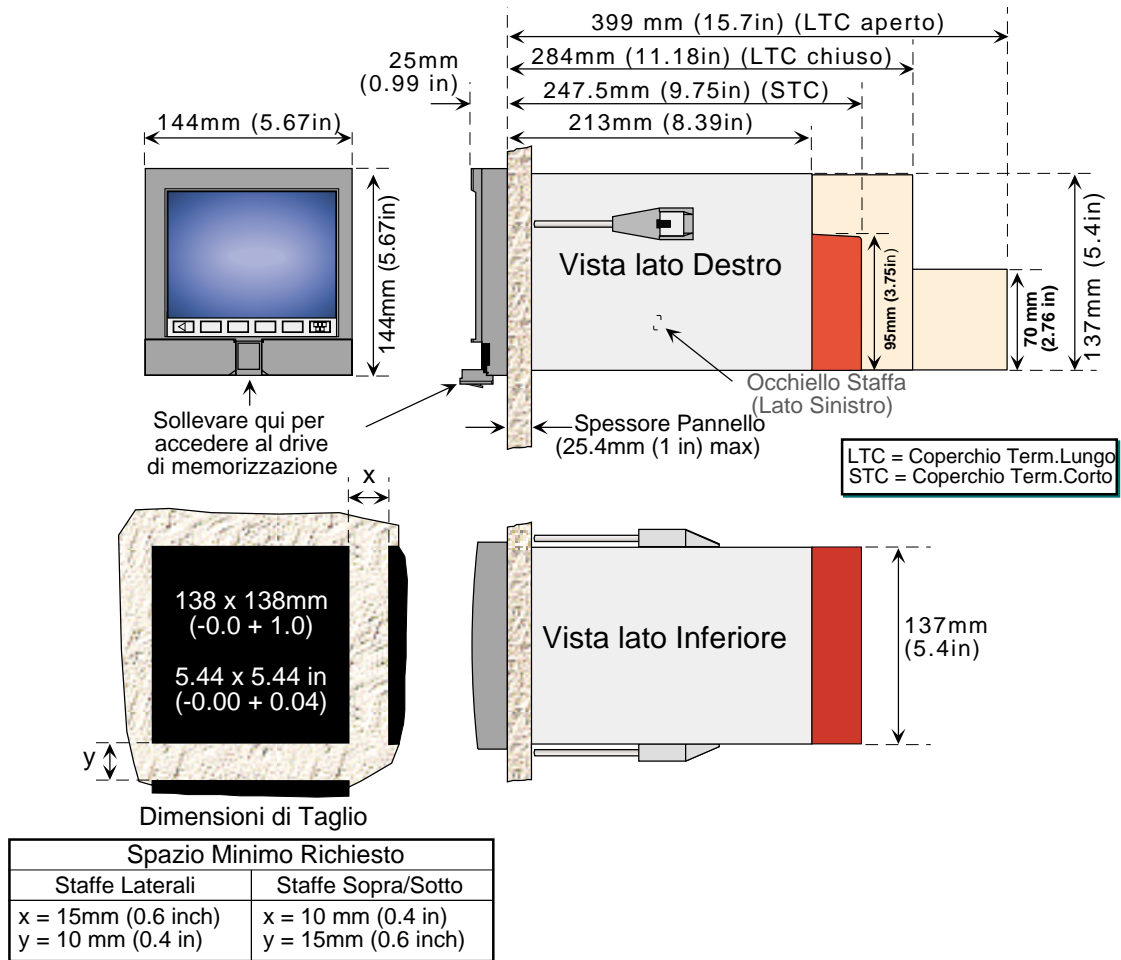 399 mm (15.7in) (LTC aperto)
284mm (11.18in) (LTC chiuso)
25mm
(0.99 in)
247.5mm (9.75in) (STC)
144mm (5.67in)
213mm (8.39in)
144mm (5.67in)
Vista lato Destro
95mm (3.75in)
70 mm
(2.76 in)
137mm (5.4in)
Occhiello Staffa
(Lato Sinistro)
Sollevare qui per
accedere al drive
di memorizzazione
Spessore Pannello
(25.4mm (1 in) max)
LTC = Coperchio Term.Lungo
STC = Coperchio Term.Corto
x
138 x 138mm
(-0.0 + 1.0)
5.44 x 5.44 in
(-0.00 + 0.04)
y
Vista lato Inferiore
137mm
(5.4in)
Dimensioni di Taglio
Spazio Minimo Richiesto
Staffe Laterali
Staffe Sopra/Sotto
x = 15mm (0.6 inch)
y = 10 mm (0.4 in)
x = 10 mm (0.4 in)
y = 15mm (0.6 inch)